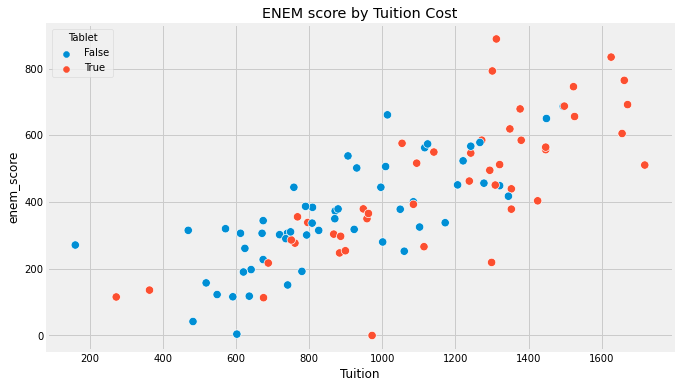 ENEM score by Tuition Cost
Tablet
False
True
enem_score
800
600
400
200
0
200 400 600 800 1000 1200 1400 1600
Tuition